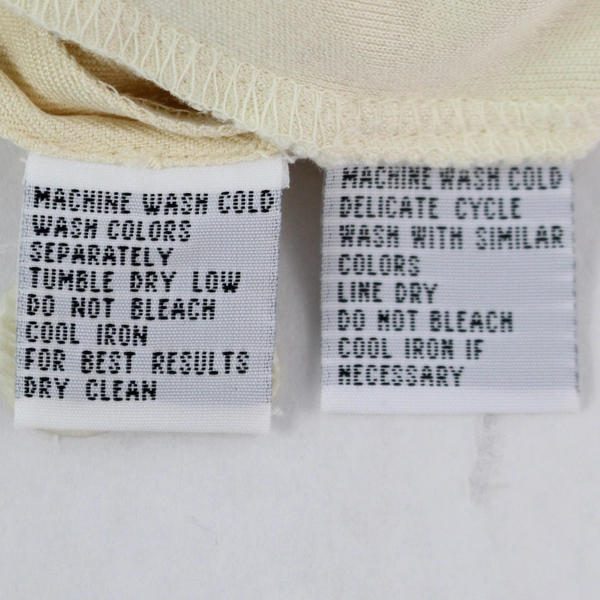 MACHINE WASH COLD
WASH COLORS
SEPARATELY
TUMBLE DRY LOW
DO NOT BLEACH
COOL IRON
FOR BEST RESULTS
DRY CLEAN
MACHINE WASH COLD
DELICATE CYCLE
WASH WITH SIMILAR
COLORS
LINE DRY
DO NOT BLEACH
COOL IRON IF
NECESSARY